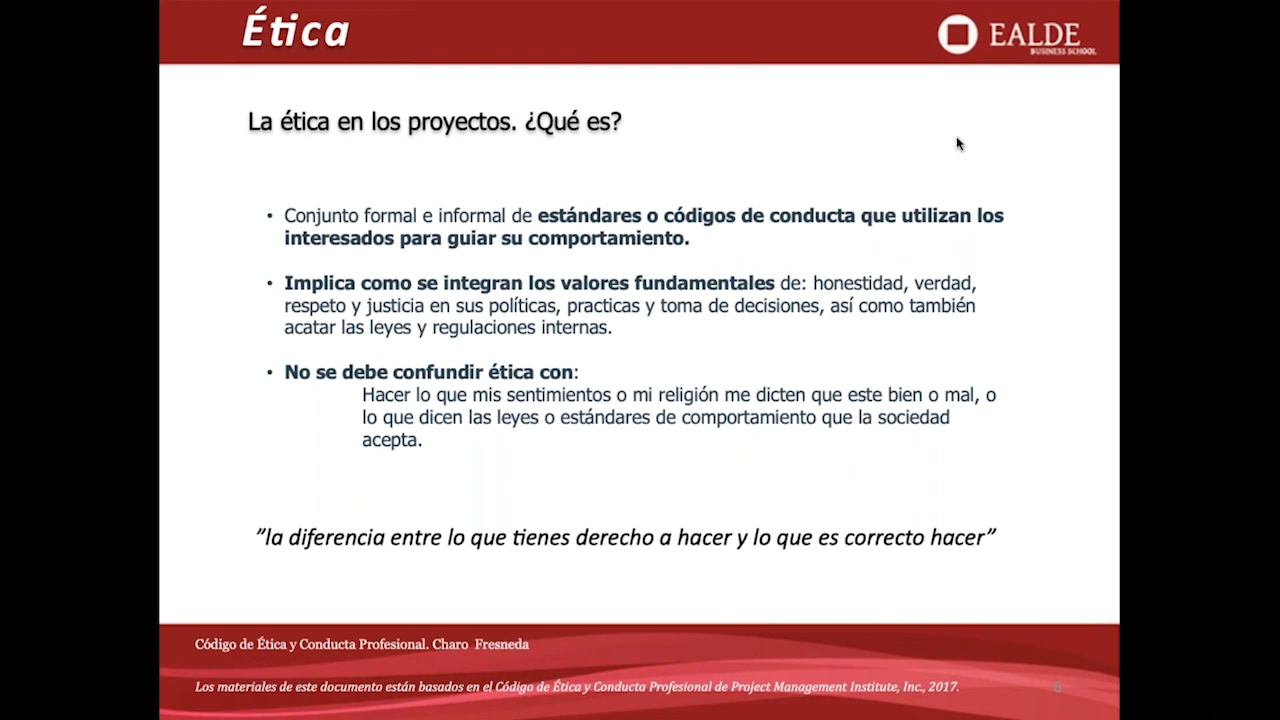 Ética
EALDE
BUSINESS SCHOOL
La ética en los proyectos. ¿Qué es?
• Conjunto formal e informal de estándares o códigos de conducta que utilizan los
interesados para guiar su comportamiento.
• Implica como se integran los valores fundamentales de: honestidad, verdad,
respeto y justicia en sus políticas, practicas y toma de decisiones, así como también
acatar las leyes y regulaciones internas.
• No se debe confundir ética con:
Hacer lo que mis sentimientos o mi religión me dicten que este bien o mal, o
lo que dicen las leyes o estándares de comportamiento que la sociedad
acepta.
”la diferencia entre lo que tienes derecho a hacer y lo que es correcto hacer”
Código de Ética y Conducta Profesional. Charo Fresneda
Los materiales de este documento están basados en el Código de Ética y Conducta Profesional de Project Management Institute, Inc., 2017.
6